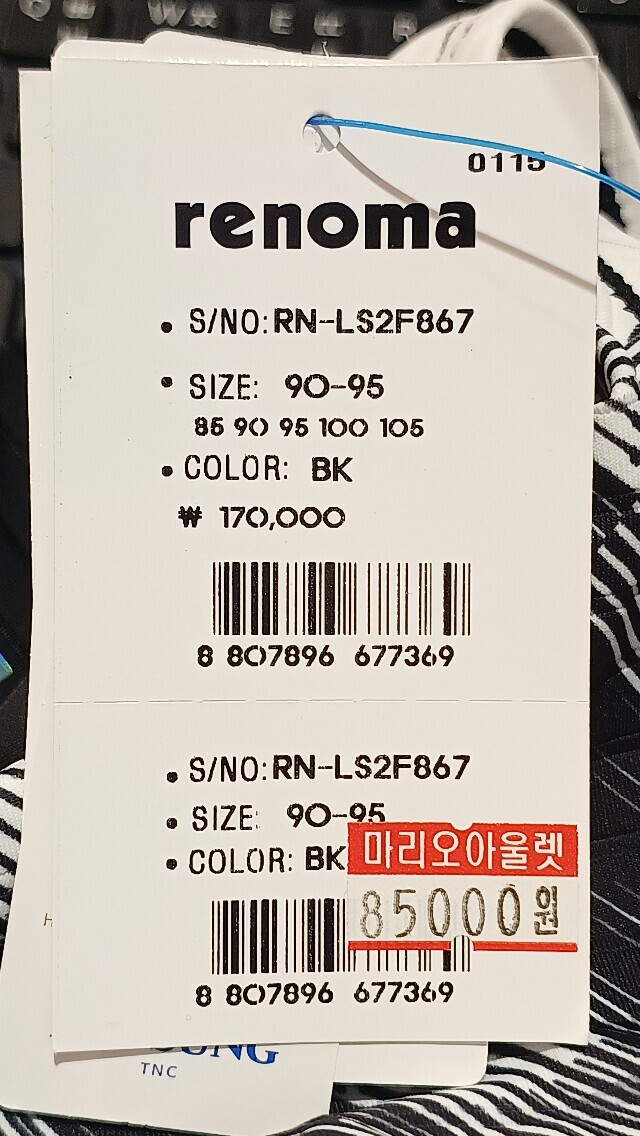 Q W E R
0115
renoma
• S/NO: RN-LS2F867
• SIZE: 90-95
85 90 95 100 105
• COLOR: BK
₩ 170,000
8 807896 677369
• S/NO: RN-LS2F867
• SIZE: 90-95
• COLOR: BK
마리오아울렛
85000원
8 807896 677369
TNC